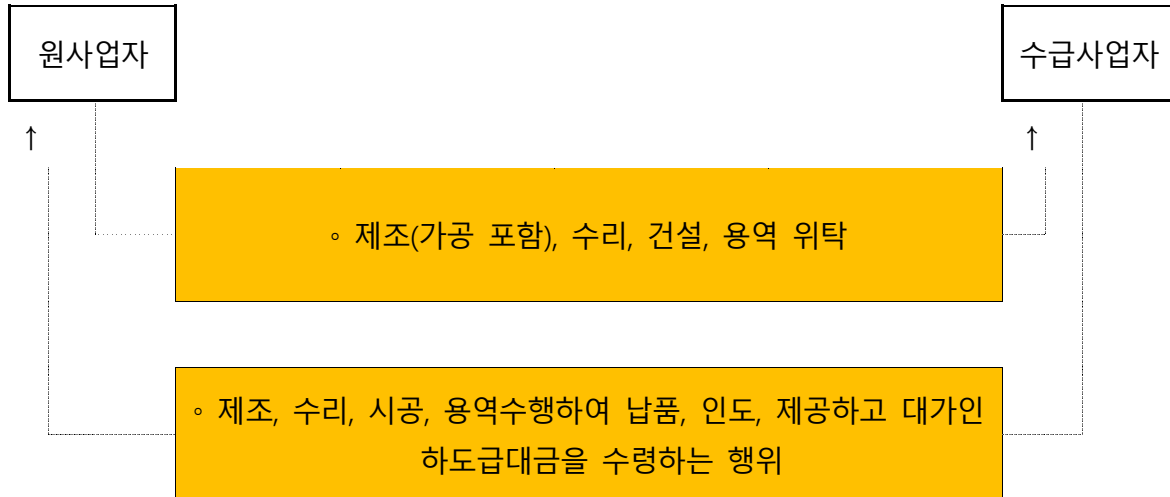 원사업자
수급사업자
↑
↑
◦ 제조(가공 포함), 수리, 건설, 용역 위탁
◦ 제조, 수리, 시공, 용역수행하여 납품, 인도, 제공하고 대가인
하도급대금을 수령하는 행위